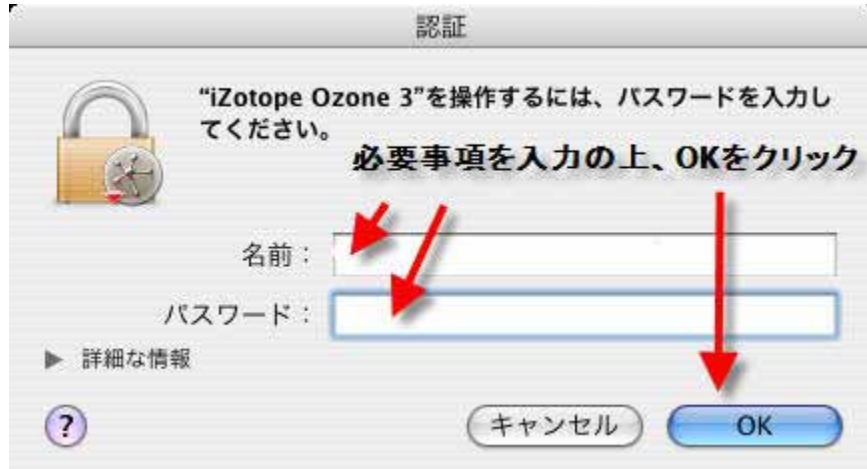 認証
“iZotope Ozone 3”を操作するには、パスワードを入力し
てください。
必要事項を入力の上、OKをクリック
名前：
パスワード：
▶ 詳細な情報
?
キャンセル
OK